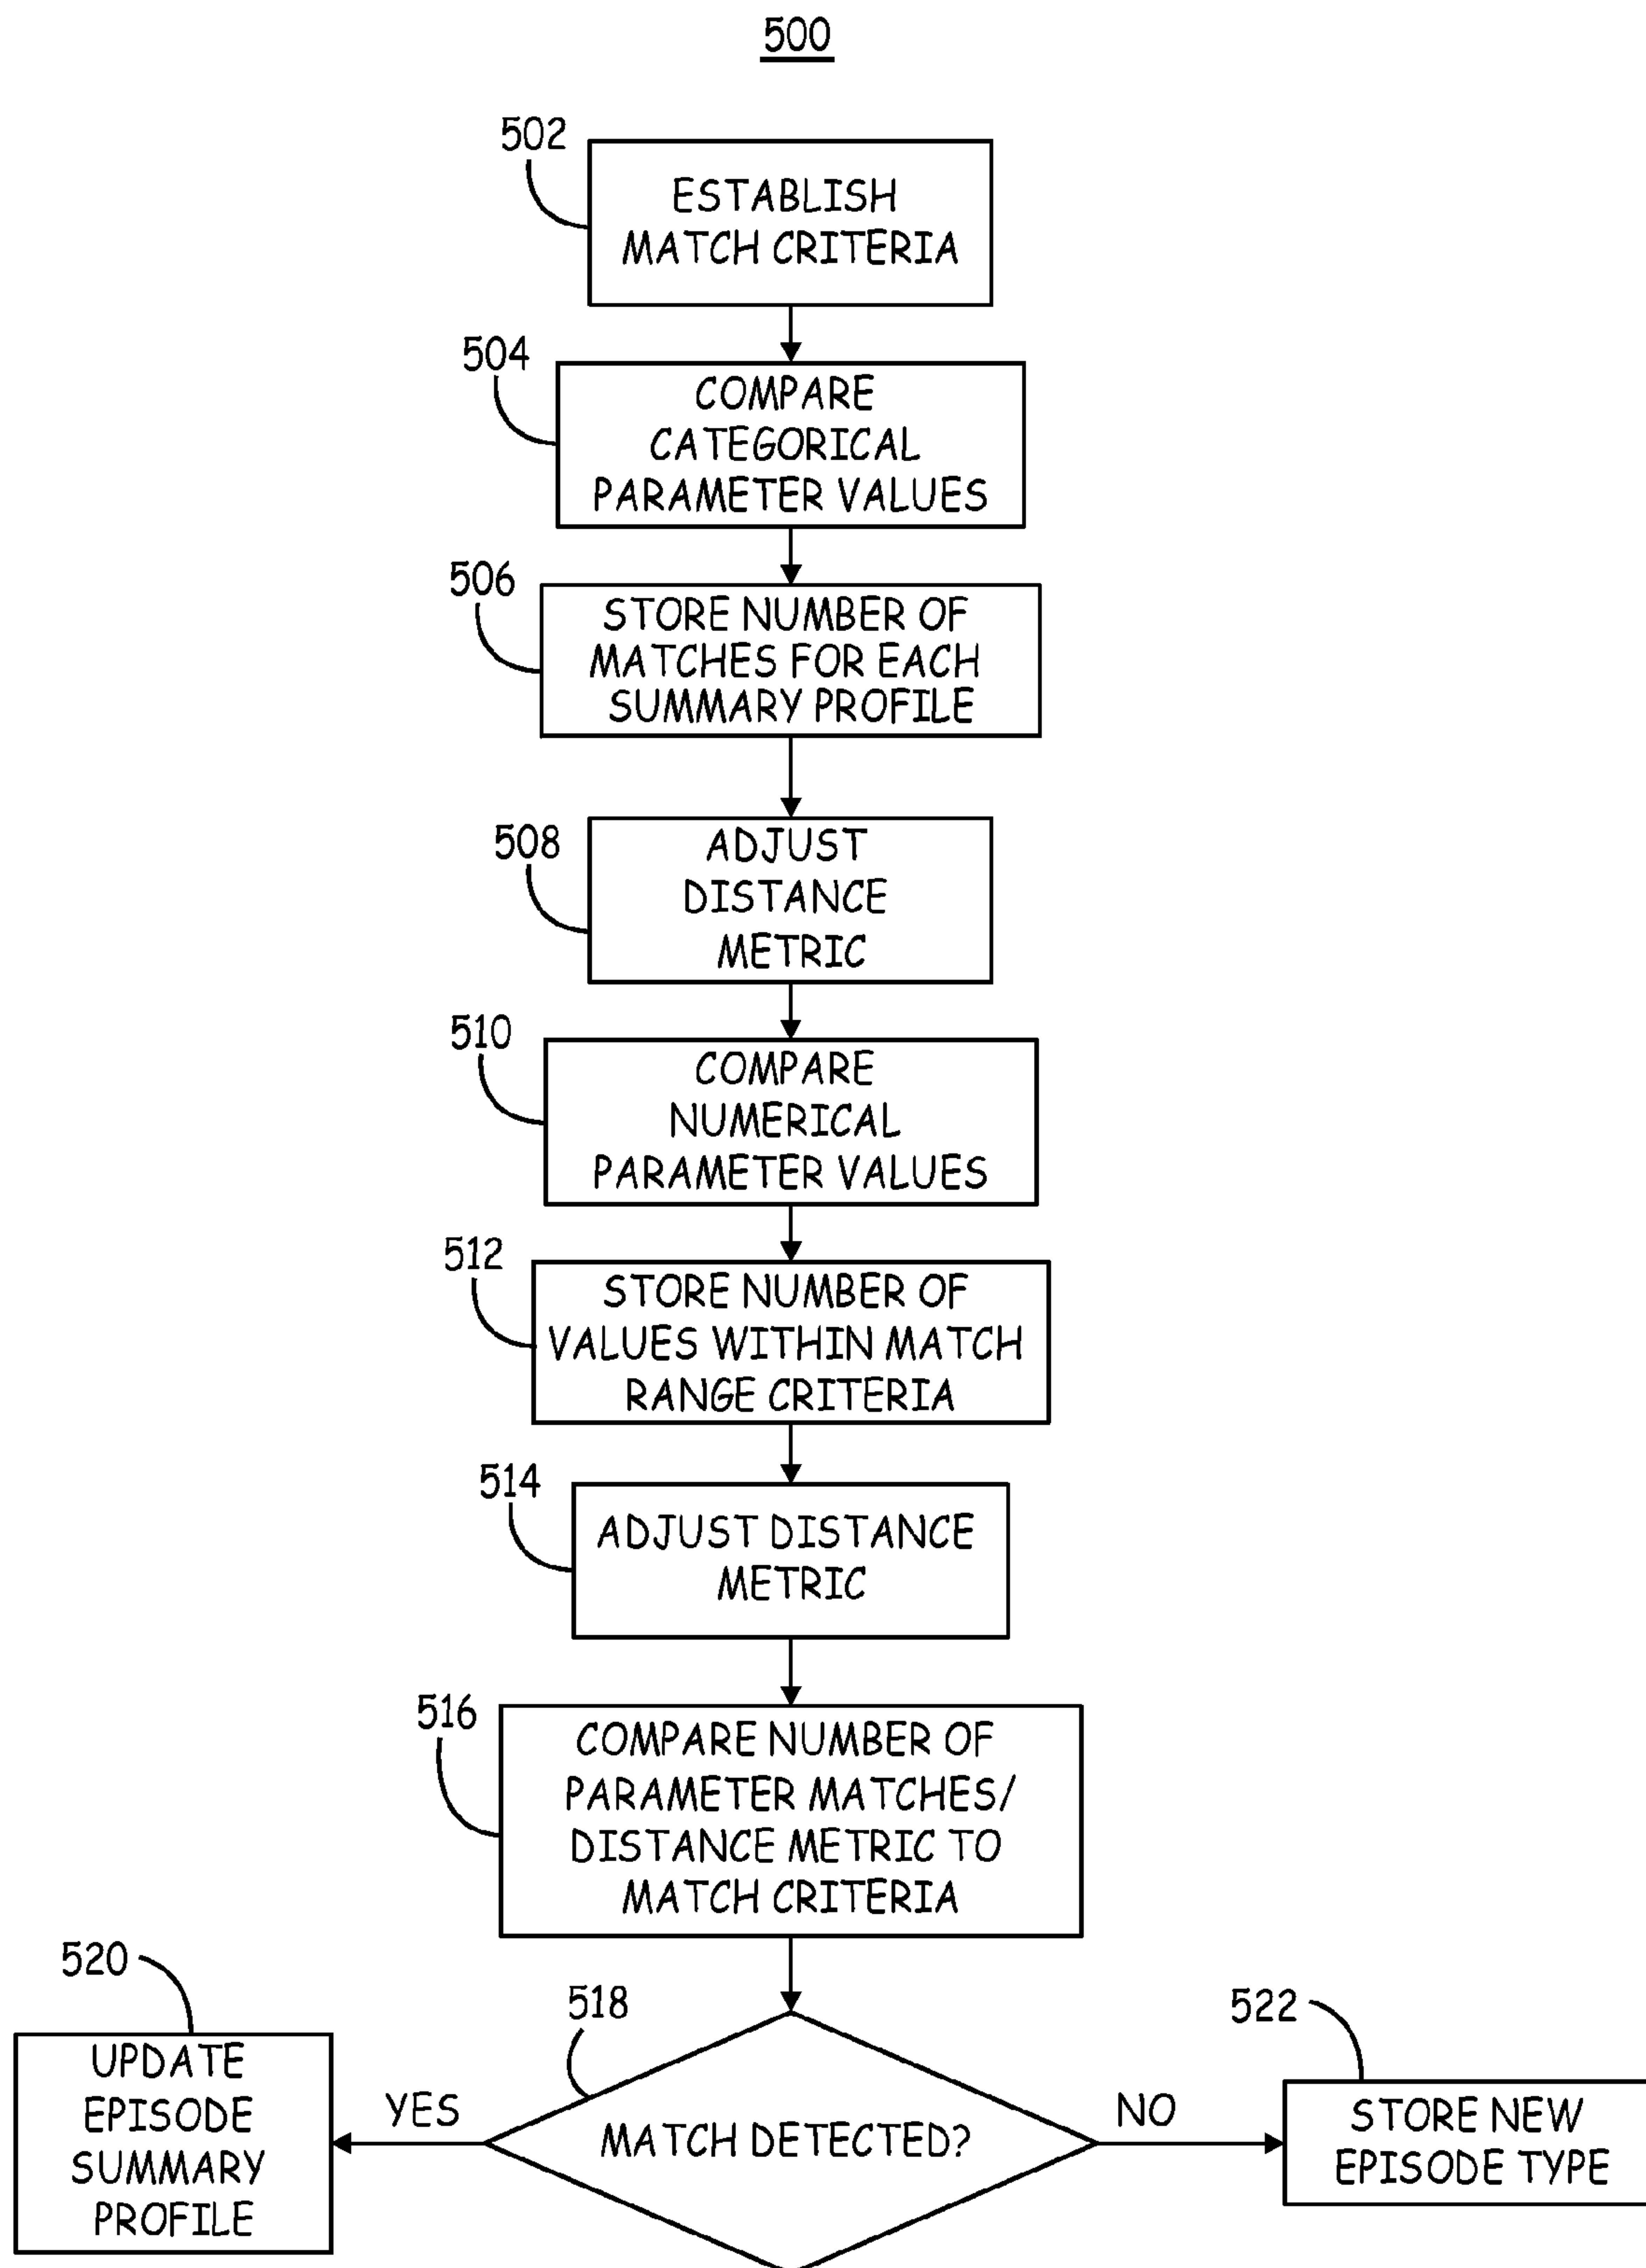 500
502
ESTABLISH
MATCH CRITERIA
504
COMPARE
CATEGORICAL
PARAMETER VALUES
506
STORE NUMBER OF
MATCHES FOR EACH
SUMMARY PROFILE
508
ADJUST
DISTANCE
METRIC
510
COMPARE
NUMERICAL
PARAMETER VALUES
512
STORE NUMBER OF
VALUES WITHIN MATCH
RANGE CRITERIA
514
ADJUST DISTANCE
METRIC
516
COMPARE NUMBER OF
PARAMETER MATCHES/
DISTANCE METRIC TO
MATCH CRITERIA
518
MATCH DETECTED?
YES
520
UPDATE
EPISODE
SUMMARY
PROFILE
NO
522
STORE NEW
EPISODE TYPE